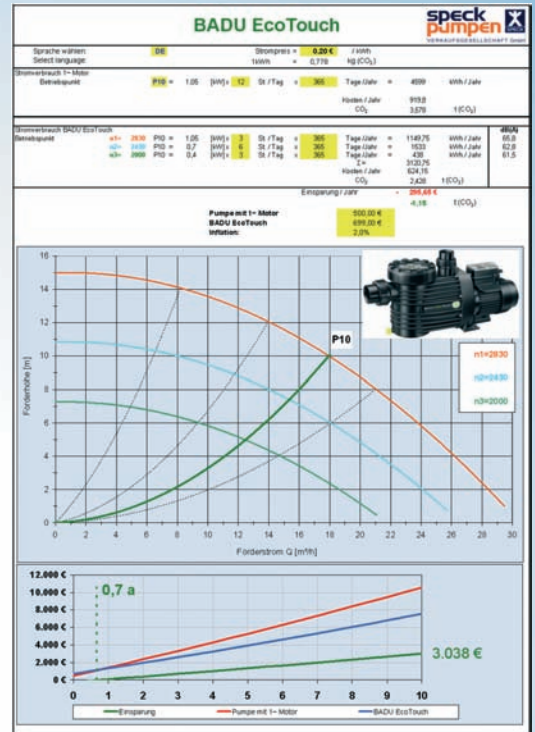 BADU EcoTouch
speck pumpen
VERKAUFSGESELLSCHAFT GmbH
Sprache wählen: DE Strompreis = 0,20 € / kWh
Select language: 1kWh = 0,778 kg (CO₂)
Stromverbrauch 1~ Motor
Betriebspunkt P10 = 1,05 [kW] x 12 St. / Tag x 365 Tage /Jahr = 4599 kWh / Jahr
Kosten / Jahr 919,8
CO₂ 3,578 t (CO₂)
Stromverbrauch BADU EcoTouch dB(A)
Betriebspunkt n1= 2830 P10 = 1,05 [kW] x 3 St. / Tag x 365 Tage /Jahr = 1149,75 kWh / Jahr 65,8
n2= 2430 P10 = 0,7 [kW] x 6 St. / Tag x 365 Tage /Jahr = 1533 kWh / Jahr 62,8
n3= 2000 P10 = 0,4 [kW] x 3 St. / Tag x 365 Tage /Jahr = 438 kWh / Jahr 61,5
Σ = 3120,75
Kosten / Jahr 624,15
CO₂ 2,428 t (CO₂)
Einsparung / Jahr - 295,65 €
-1,15 t (CO₂)
Pumpe mit 1~ Motor 500,00 €
BADU EcoTouch 699,00 €
Inflation: 2,0%
16
14
12
10
8
6
4
2
0
Förderhöhe [m]
P10
n1=2830
n2=2430
n3=2000
0 2 4 6 8 10 12 14 16 18 20 22 24 26 28 30
Förderstrom Q [m³/h]
12.000 €
10.000 €
8.000 €
6.000 €
4.000 €
2.000 €
0 €
0,7 a
3.038 €
0 1 2 3 4 5 6 7 8 9 10
Einsparung Pumpe mit 1~ Motor BADU EcoTouch